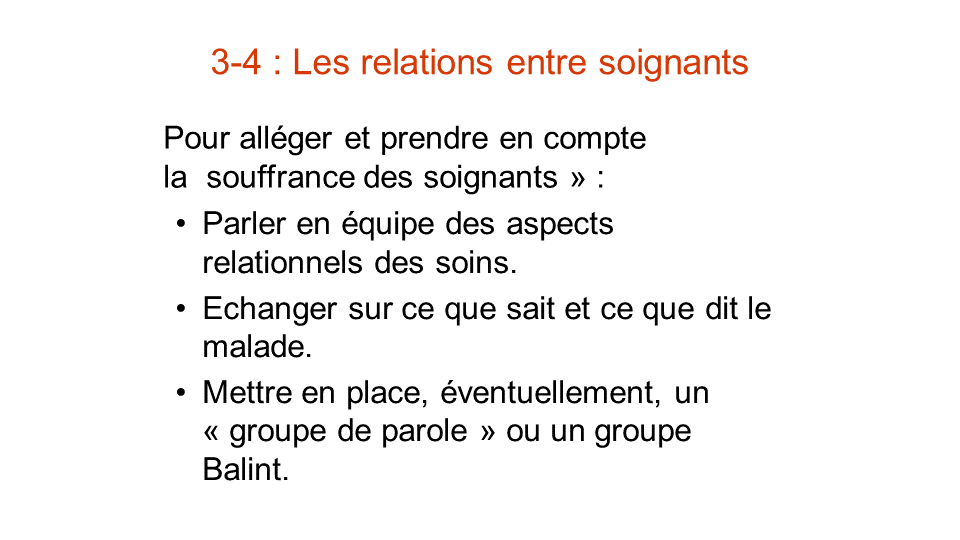 3-4 : Les relations entre soignants
Pour alléger et prendre en compte
la  souffrance des soignants » :
• Parler en équipe des aspects
relationnels des soins.
• Echanger sur ce que sait et ce que dit le
malade.
• Mettre en place, éventuellement, un
« groupe de parole » ou un groupe
Balint.